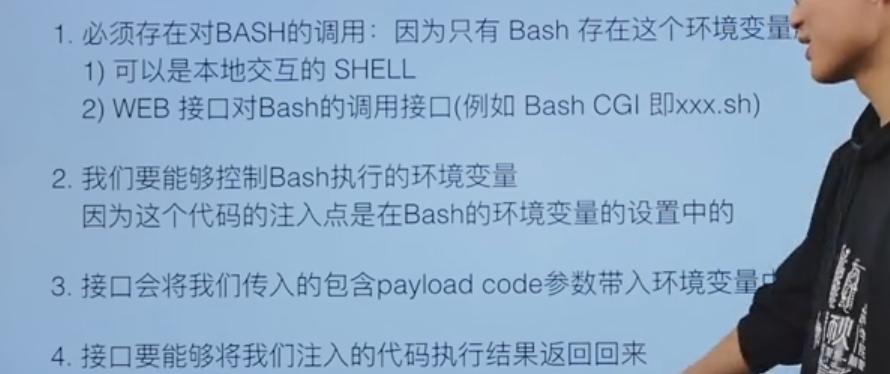 1. 必须存在对BASH的调用：因为只有 Bash 存在这个环境变量
1) 可以是本地交互的 SHELL
2) WEB 接口对Bash的调用接口(例如 Bash CGI 即xxx.sh)
2. 我们要能够控制Bash执行的环境变量
因为这个代码的注入点是在Bash的环境变量的设置中的
3. 接口会将我们传入的包含payload code参数带入环境变量中
4. 接口要能够将我们注入的代码执行结果返回回来